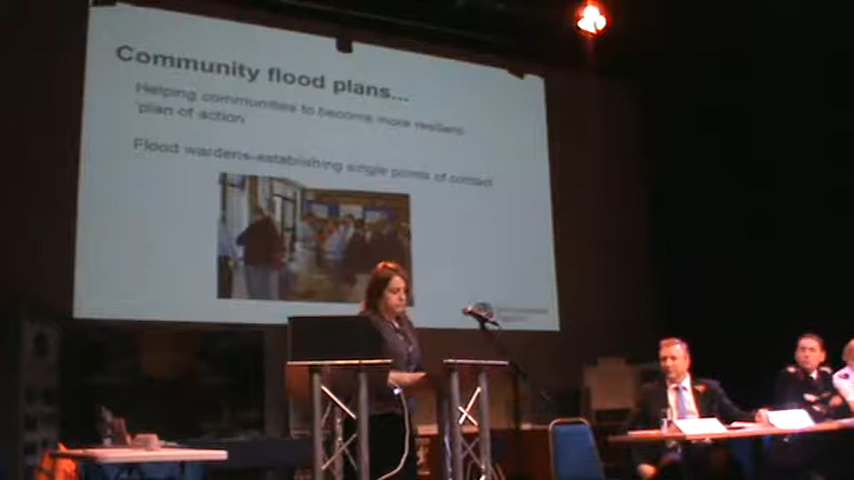 Community flood plans...
Helping communities to become more resilient
'plan of action
Flood wardens-establishing single points of contact